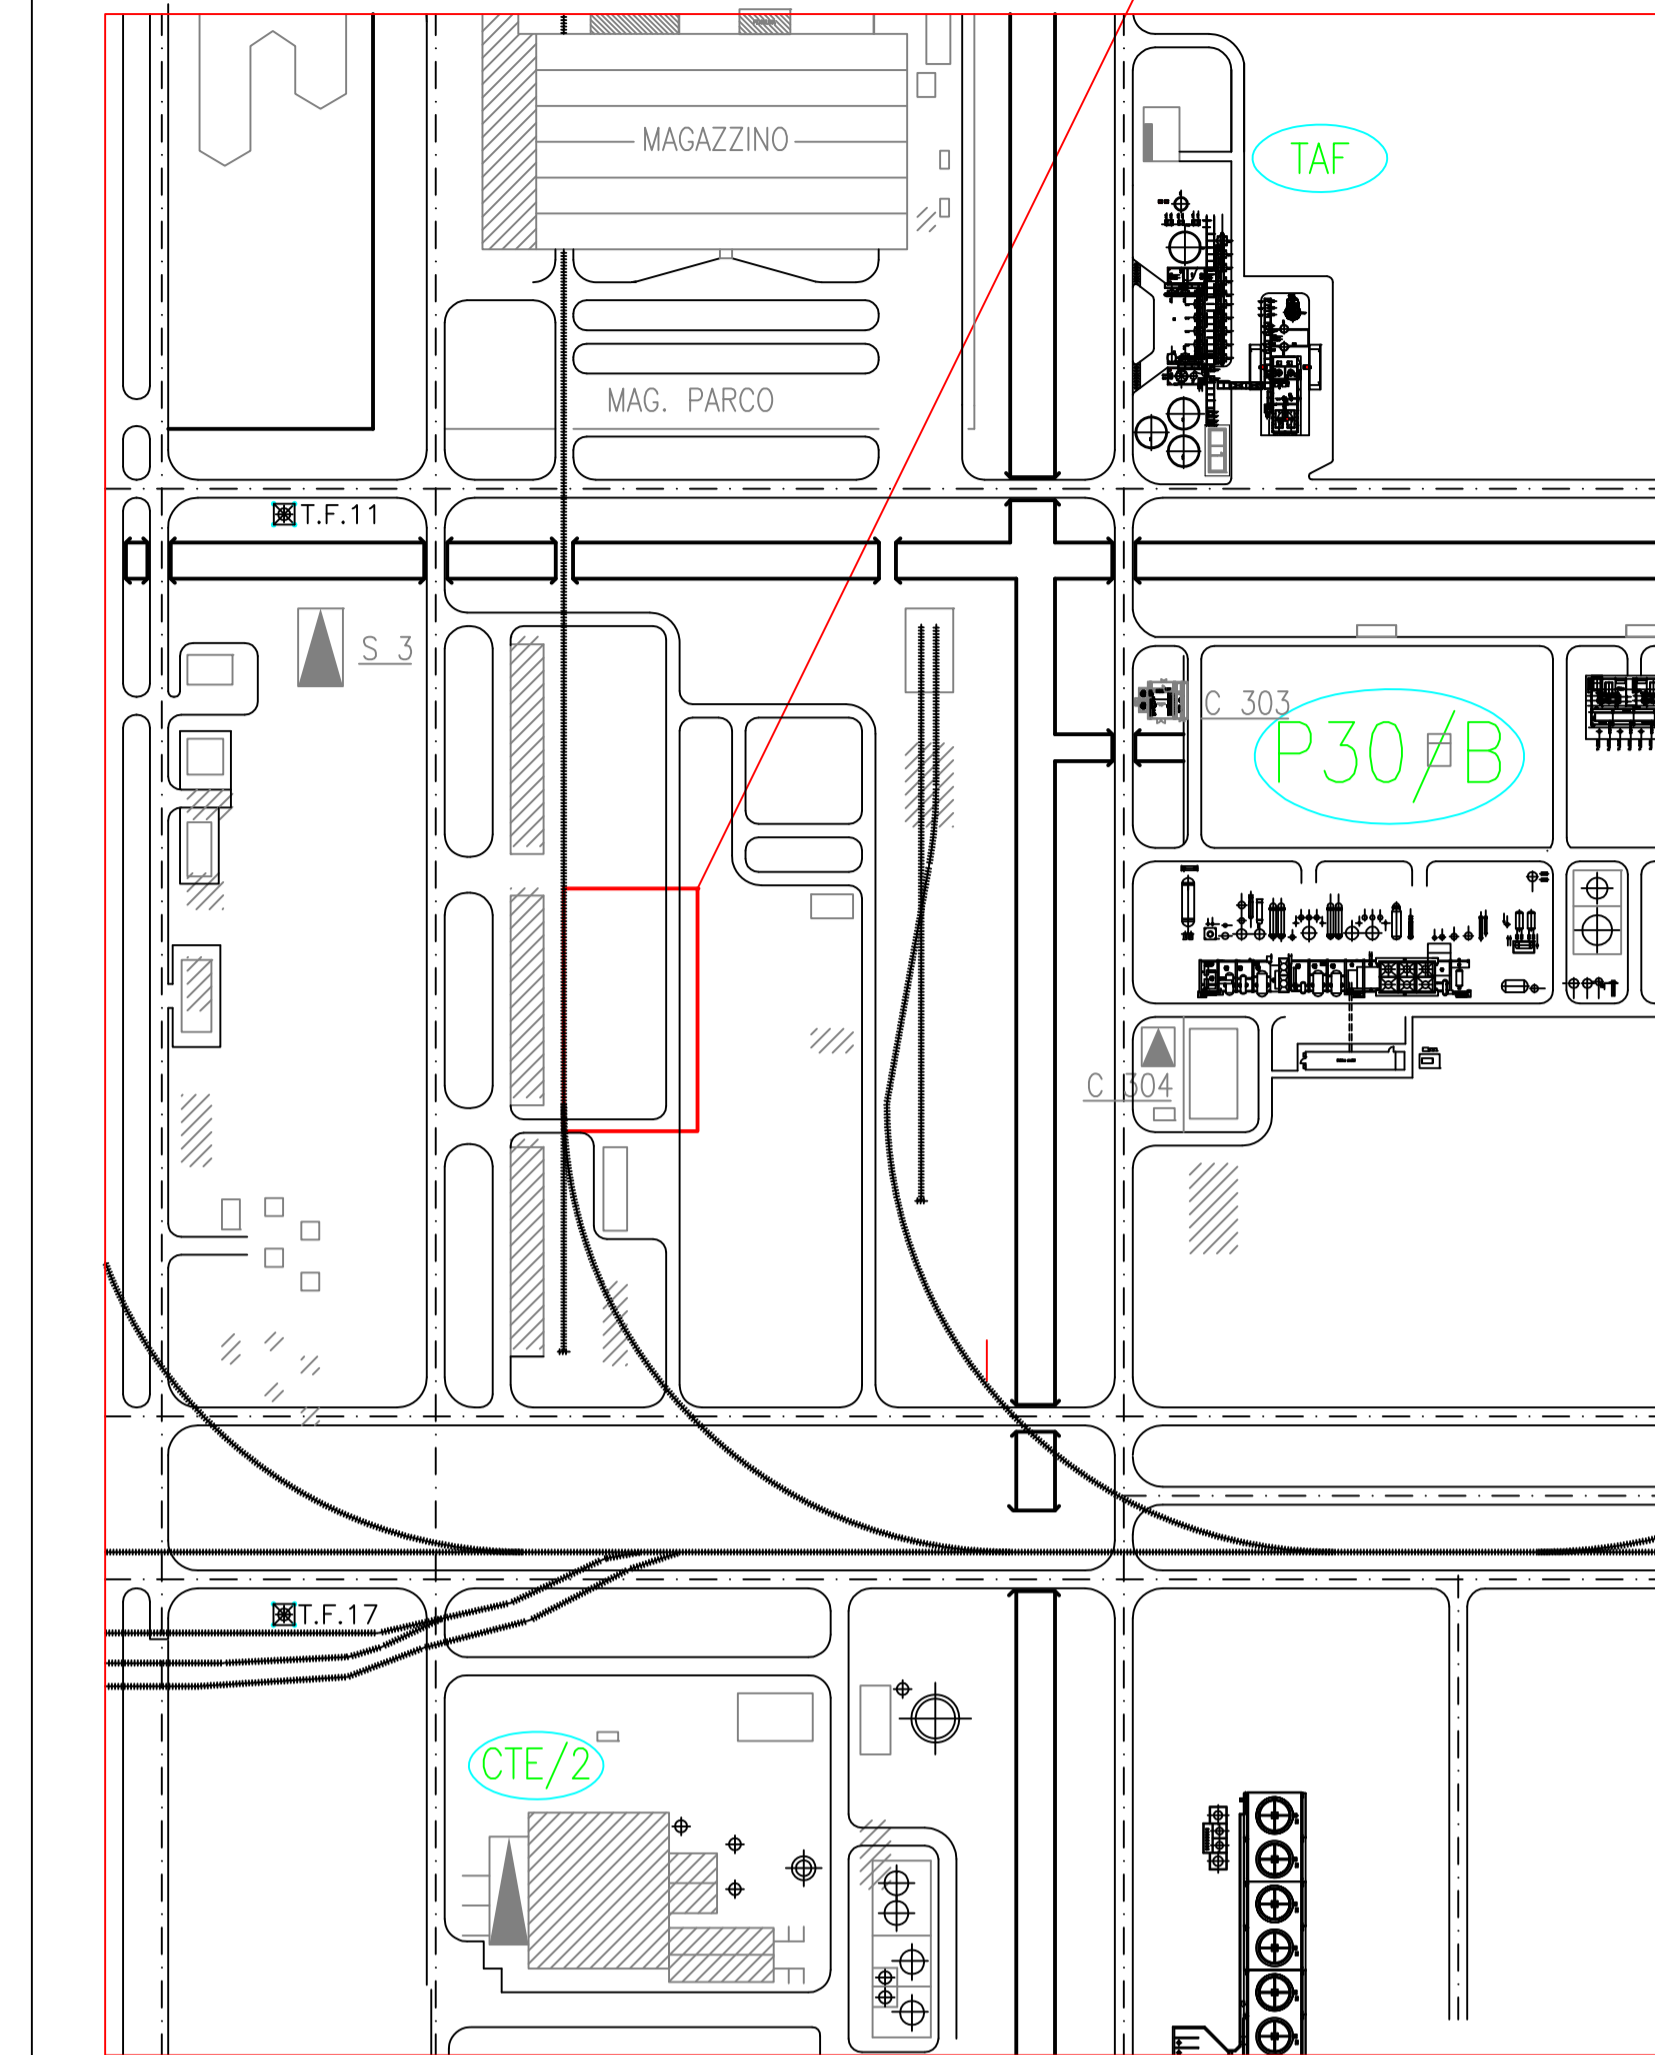 MAGAZZINO
TAF
MAG. PARCO
T.F.11
S 3
C 303
P30/B
C 304
T.F.17
CTE/2